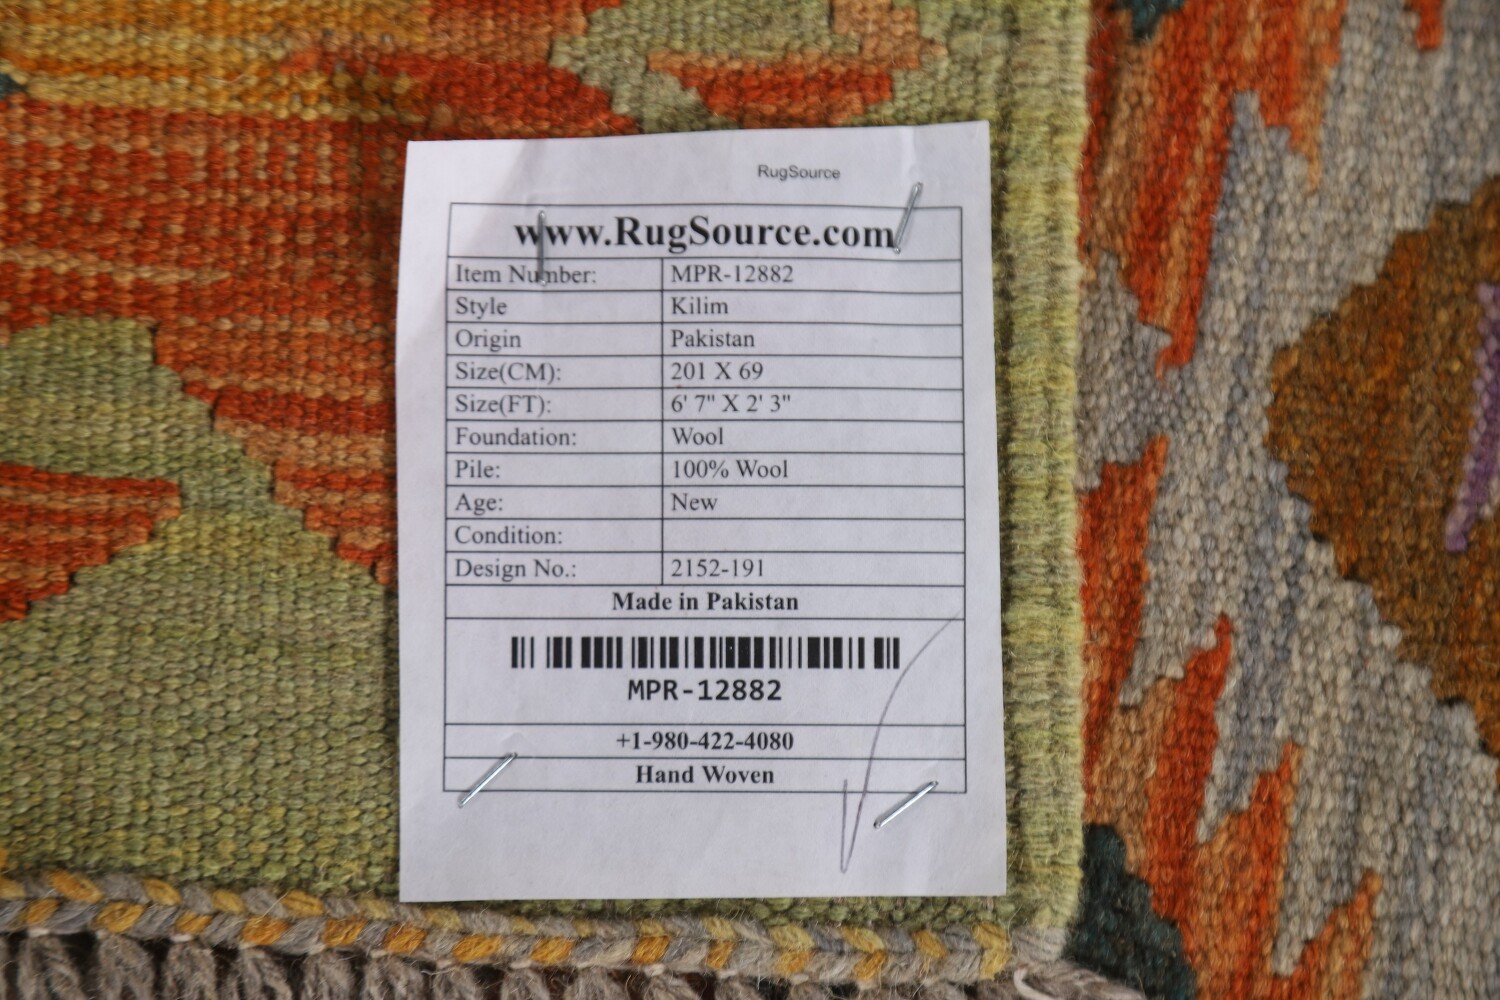 RugSource
www.RugSource.com
Item Number: MPR-12882
Style Kilim
Origin Pakistan
Size(CM): 201 X 69
Size(FT): 6' 7" X 2' 3"
Foundation: Wool
Pile: 100% Wool
Age: New
Condition:
Design No.: 2152-191
Made in Pakistan
MPR-12882
+1-980-422-4080
Hand Woven